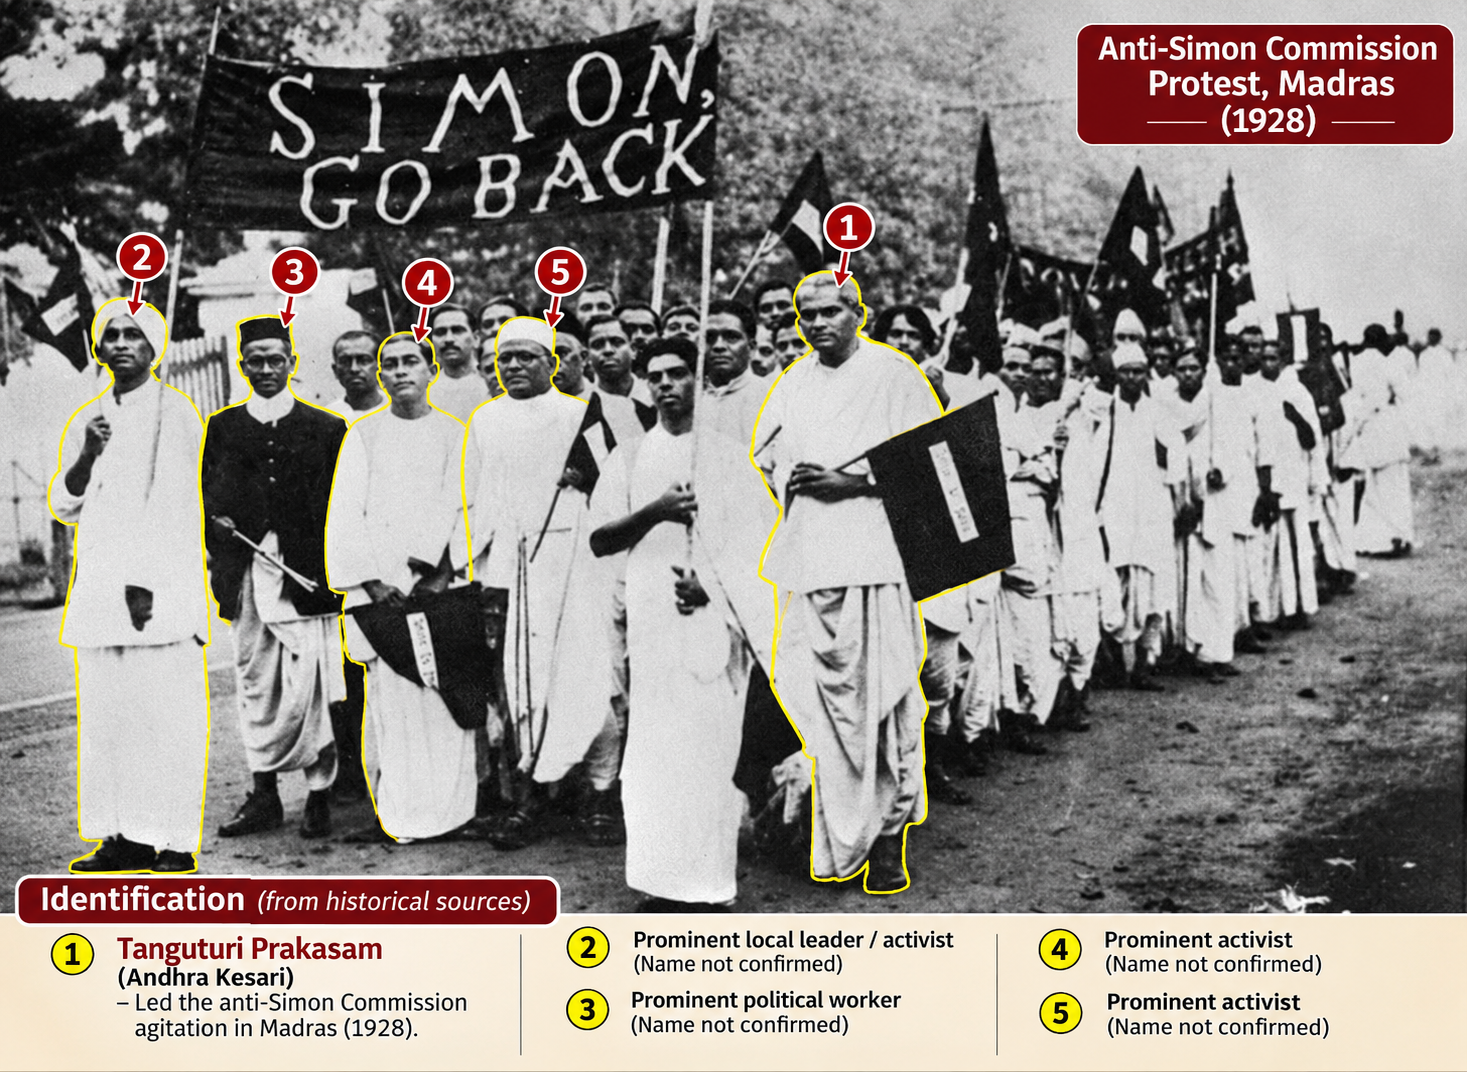 SIMON,
GO BACK
Anti-Simon Commission
Protest, Madras
(1928)
1
2
3
4
5
Identification (from historical sources)
1
Tanguturi Prakasam
(Andhra Kesari)
– Led the anti-Simon Commission
agitation in Madras (1928).
2
Prominent local leader / activist
(Name not confirmed)
3
Prominent political worker
(Name not confirmed)
4
Prominent activist
(Name not confirmed)
5
Prominent activist
(Name not confirmed)